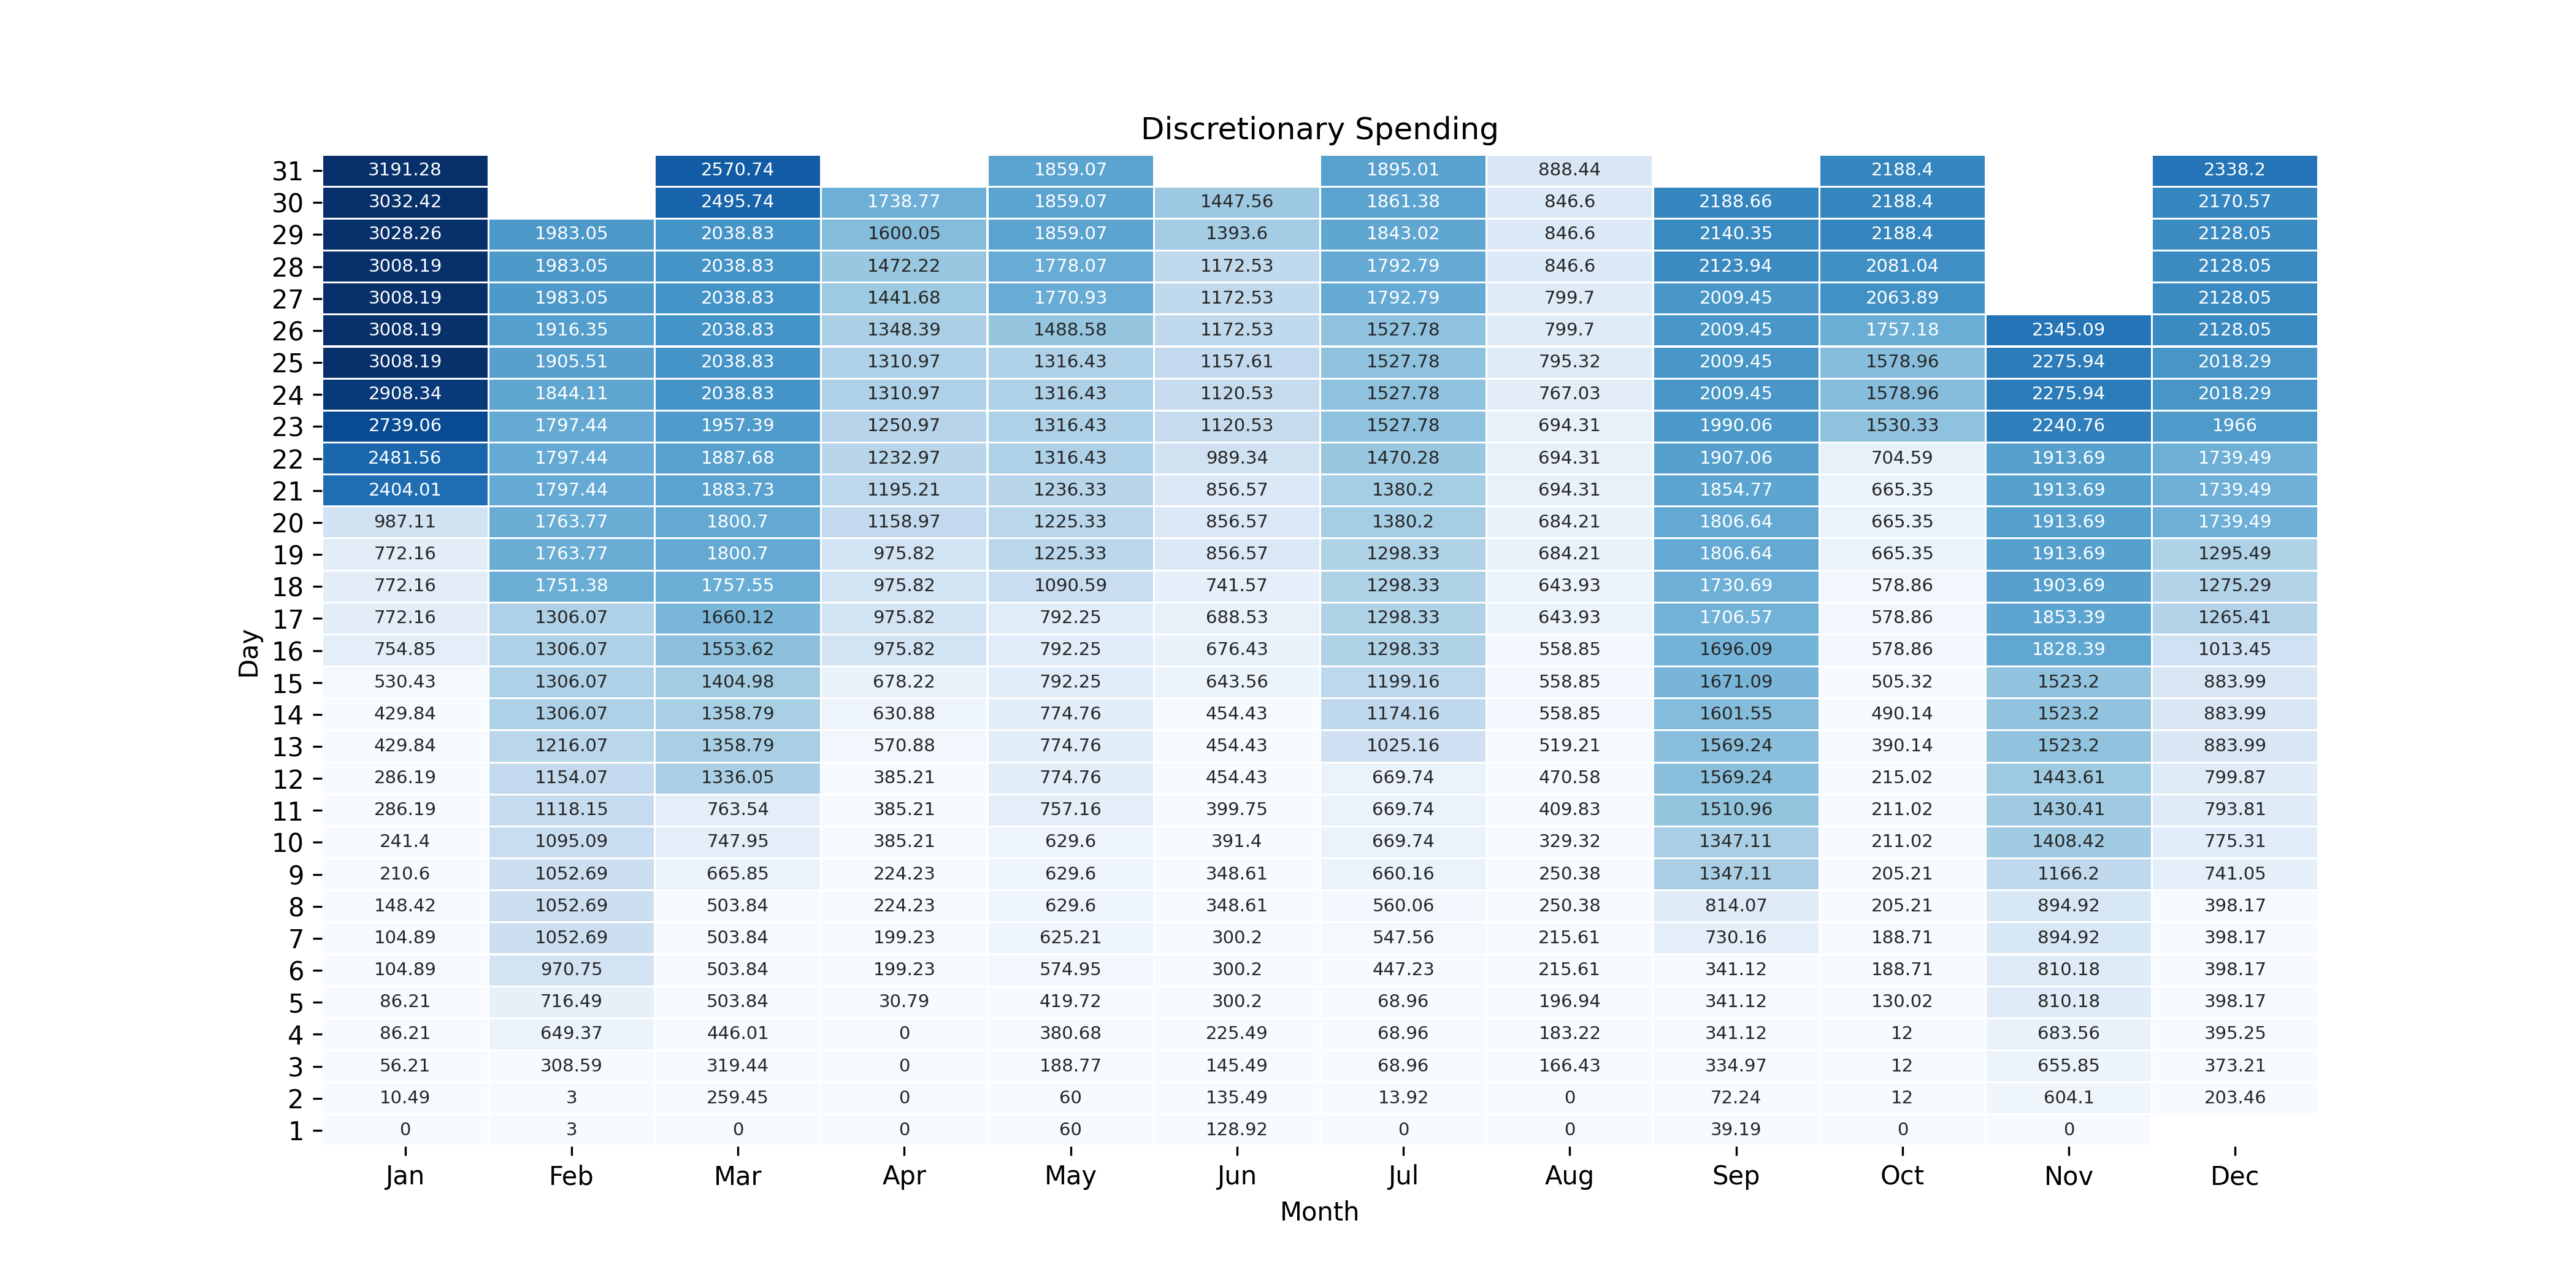 Discretionary Spending
31 3191.28 2570.74 1859.07 1895.01 888.44 2188.4 2338.2
30 3032.42 2495.74 1738.77 1859.07 1447.56 1861.38 846.6 2188.66 2188.4 2170.57
29 3028.26 1983.05 2038.83 1600.05 1859.07 1393.6 1843.02 846.6 2140.35 2188.4 2128.05
28 3008.19 1983.05 2038.83 1472.22 1778.07 1172.53 1792.79 846.6 2123.94 2081.04 2128.05
27 3008.19 1983.05 2038.83 1441.68 1770.93 1172.53 1792.79 799.7 2009.45 2063.89 2128.05
26 3008.19 1916.35 2038.83 1348.39 1488.58 1172.53 1527.78 799.7 2009.45 1757.18 2345.09 2128.05
25 3008.19 1905.51 2038.83 1310.97 1316.43 1157.61 1527.78 795.32 2009.45 1578.96 2275.94 2018.29
24 2908.34 1844.11 2038.83 1310.97 1316.43 1120.53 1527.78 767.03 2009.45 1578.96 2275.94 2018.29
23 2739.06 1797.44 1957.39 1250.97 1316.43 1120.53 1527.78 694.31 1990.06 1530.33 2240.76 1966
22 2481.56 1797.44 1887.68 1232.97 1316.43 989.34 1470.28 694.31 1907.06 704.59 1913.69 1739.49
21 2404.01 1797.44 1883.73 1195.21 1236.33 856.57 1380.2 694.31 1854.77 665.35 1913.69 1739.49
20 987.11 1763.77 1800.7 1158.97 1225.33 856.57 1380.2 684.21 1806.64 665.35 1913.69 1739.49
19 772.16 1763.77 1800.7 975.82 1225.33 856.57 1298.33 684.21 1806.64 665.35 1913.69 1295.49
18 772.16 1751.38 1757.55 975.82 1090.59 741.57 1298.33 643.93 1730.69 578.86 1903.69 1275.29
17 772.16 1306.07 1660.12 975.82 792.25 688.53 1298.33 643.93 1706.57 578.86 1853.39 1265.41
16 754.85 1306.07 1553.62 975.82 792.25 676.43 1298.33 558.85 1696.09 578.86 1828.39 1013.45
15 530.43 1306.07 1404.98 678.22 792.25 643.56 1199.16 558.85 1671.09 505.32 1523.2 883.99
14 429.84 1306.07 1358.79 630.88 774.76 454.43 1174.16 558.85 1601.55 490.14 1523.2 883.99
13 429.84 1216.07 1358.79 570.88 774.76 454.43 1025.16 519.21 1569.24 390.14 1523.2 883.99
12 286.19 1154.07 1336.05 385.21 774.76 454.43 669.74 470.58 1569.24 215.02 1443.61 799.87
11 286.19 1118.15 763.54 385.21 757.16 399.75 669.74 409.83 1510.96 211.02 1430.41 793.81
10 241.4 1095.09 747.95 385.21 629.6 391.4 669.74 329.32 1347.11 211.02 1408.42 775.31
9 210.6 1052.69 665.85 224.23 629.6 348.61 660.16 250.38 1347.11 205.21 1166.2 741.05
8 148.42 1052.69 503.84 224.23 629.6 348.61 560.06 250.38 814.07 205.21 894.92 398.17
7 104.89 1052.69 503.84 199.23 625.21 300.2 547.56 215.61 730.16 188.71 894.92 398.17
6 104.89 970.75 503.84 199.23 574.95 300.2 447.23 215.61 341.12 188.71 810.18 398.17
5 86.21 716.49 503.84 30.79 419.72 300.2 68.96 196.94 341.12 130.02 810.18 398.17
4 86.21 649.37 446.01 0 380.68 225.49 68.96 183.22 341.12 12 683.56 395.25
3 56.21 308.59 319.44 0 188.77 145.49 68.96 166.43 334.97 12 655.85 373.21
2 10.49 3 259.45 0 60 135.49 13.92 0 72.24 12 604.1 203.46
1 0 3 0 0 60 128.92 0 0 39.19 0 0
Jan Feb Mar Apr May Jun Jul Aug Sep Oct Nov Dec
Month
Day